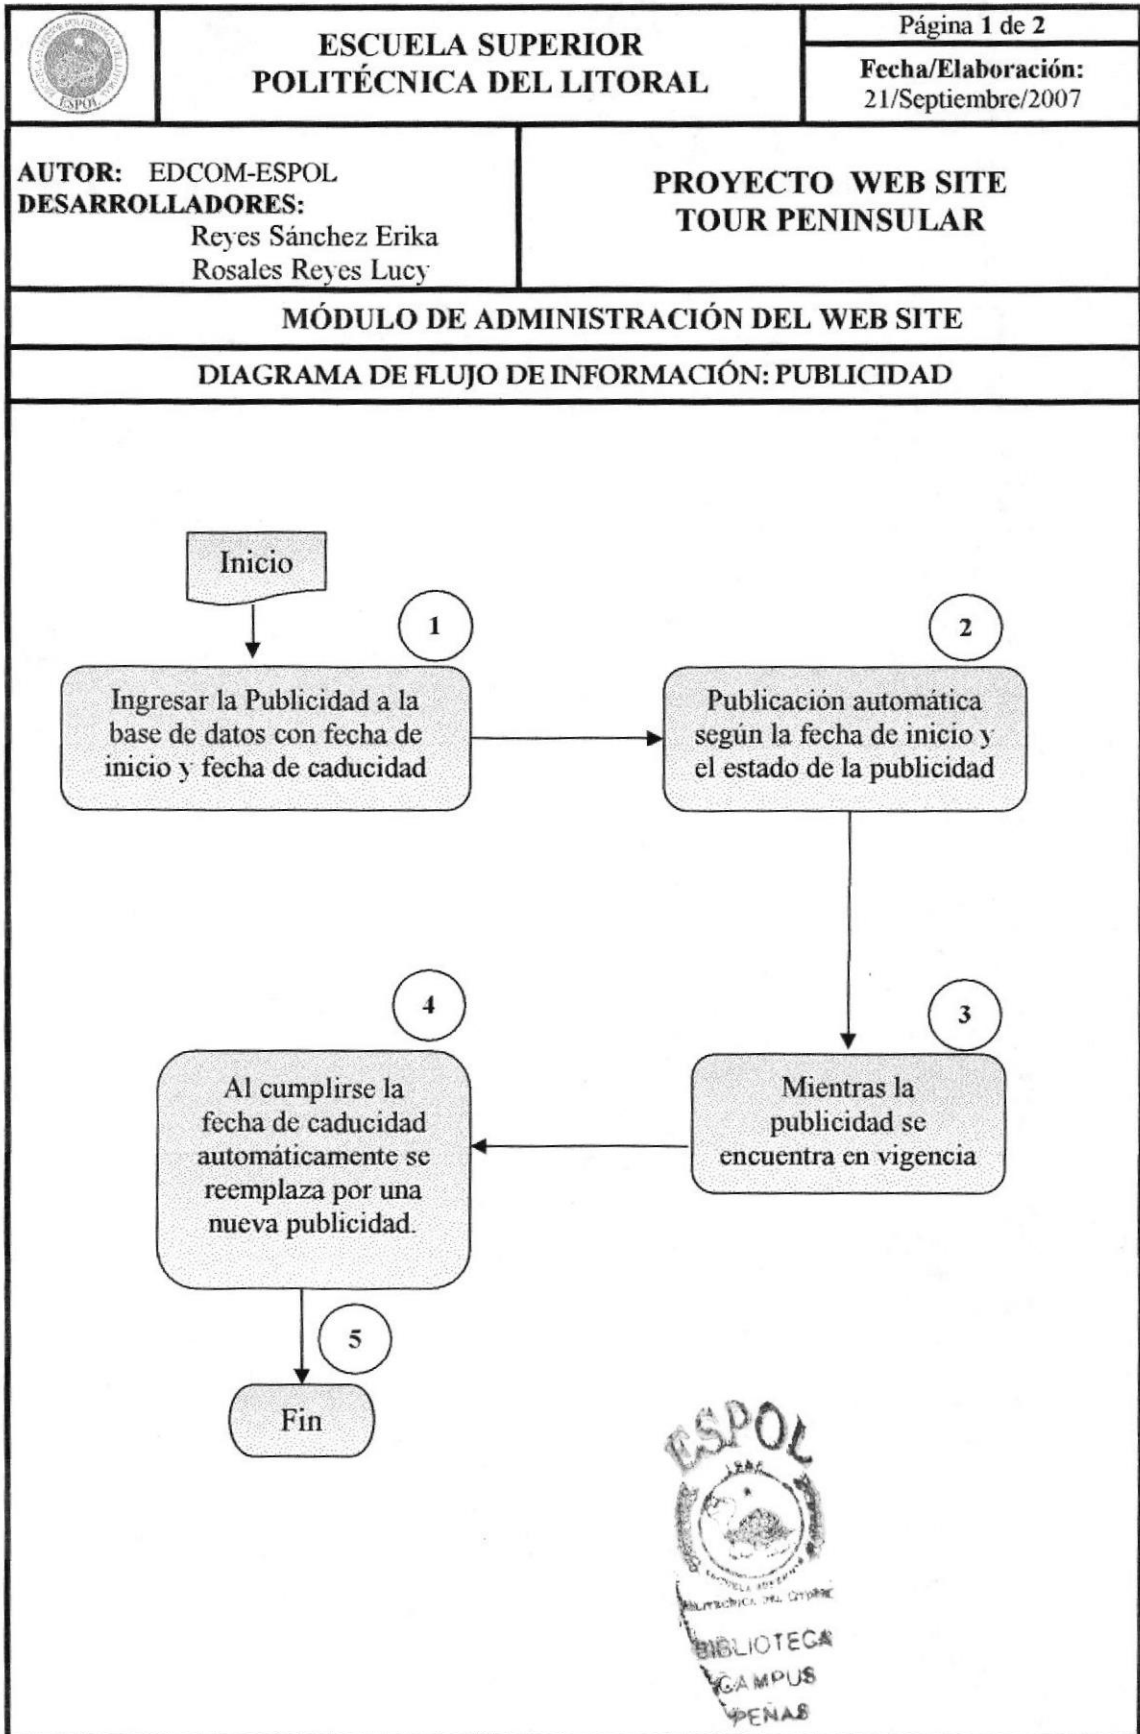 ESCUELA SUPERIOR
POLITÉCNICA DEL LITORAL
Página 1 de 2
Fecha/Elaboración:
21/Septiembre/2007
ESPOL
AUTOR: EDCOM-ESPOL
DESARROLLADORES:
Reyes Sánchez Erika
Rosales Reyes Lucy
PROYECTO WEB SITE
TOUR PENINSULAR
MÓDULO DE ADMINISTRACIÓN DEL WEB SITE
DIAGRAMA DE FLUJO DE INFORMACIÓN: PUBLICIDAD
Inicio
1
Ingresar la Publicidad a la
base de datos con fecha de
inicio y fecha de caducidad
2
Publicación automática
según la fecha de inicio y
el estado de la publicidad
3
Mientras la
publicidad se
encuentra en vigencia
4
Al cumplirse la
fecha de caducidad
automáticamente se
reemplaza por una
nueva publicidad.
5
Fin
ESPOL
BIBLIOTECA
CAMPUS
PEÑAS